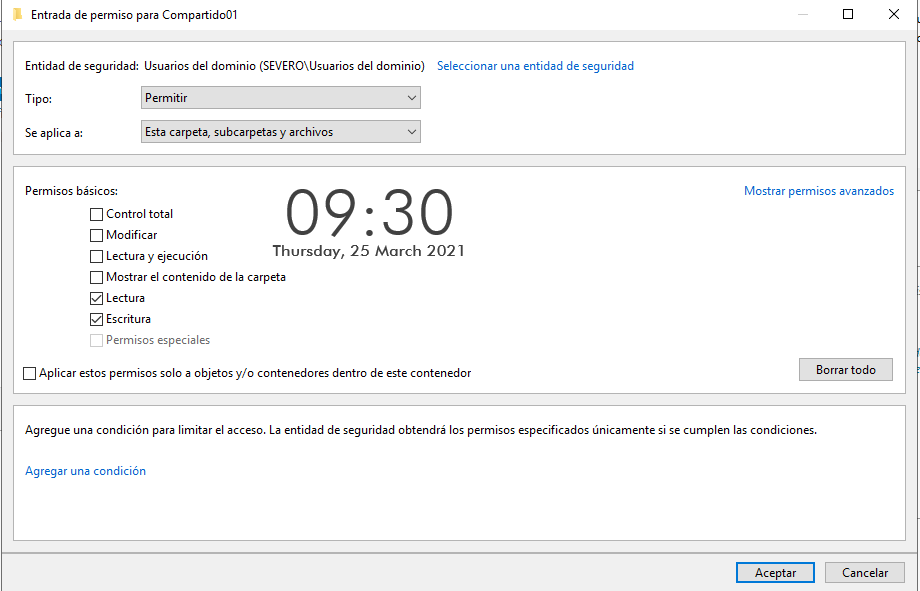 Entrada de permiso para Compartido01
Entidad de seguridad: Usuarios del dominio (SEVERO\Usuarios del dominio) Seleccionar una entidad de seguridad
Tipo: Permitir
Se aplica a: Esta carpeta, subcarpetas y archivos
Permisos básicos: Mostrar permisos avanzados
Control total
Modificar
Lectura y ejecución
Mostrar el contenido de la carpeta
Lectura
Escritura
Permisos especiales
09:30
Thursday, 25 March 2021
Aplicar estos permisos solo a objetos y/o contenedores dentro de este contenedor
Borrar todo
Agregue una condición para limitar el acceso. La entidad de seguridad obtendrá los permisos especificados únicamente si se cumplen las condiciones.
Agregar una condición
Aceptar Cancelar